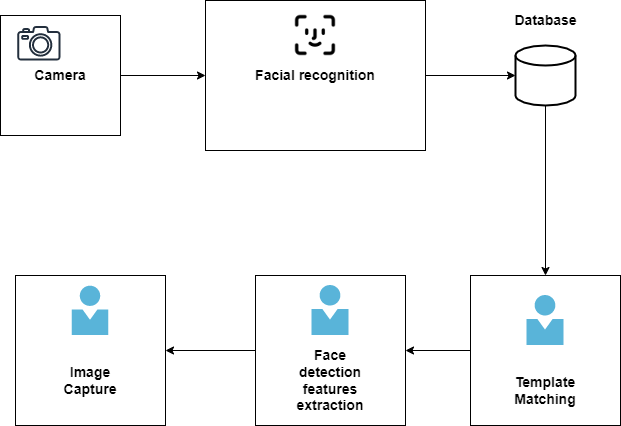 Database
Camera
Facial recognition
Image
Capture
Face
detection
features
extraction
Template
Matching